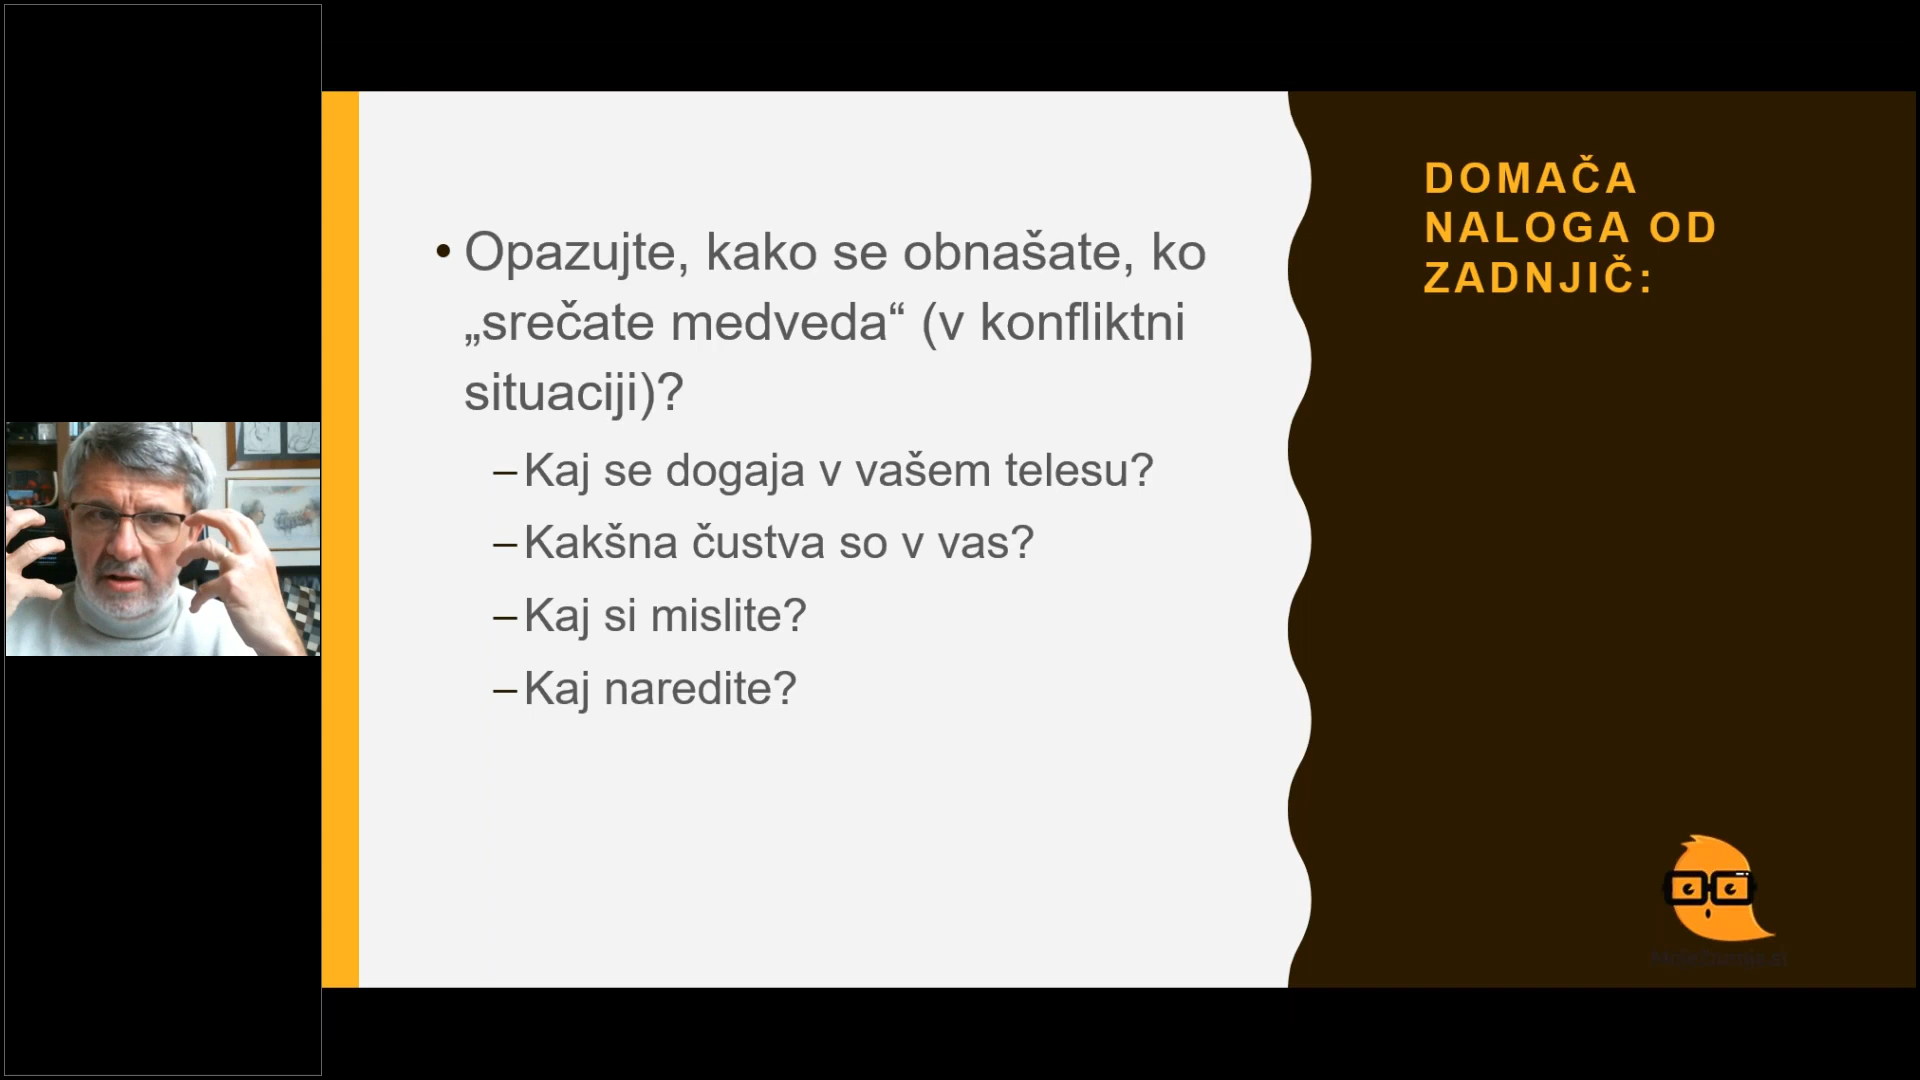 DOMAČA
NALOGA OD
ZADNJIČ:
• Opazujte, kako se obnašate, ko
„srečate medveda“ (v konfliktni
situaciji)?
–Kaj se dogaja v vašem telesu?
–Kakšna čustva so v vas?
–Kaj si mislite?
–Kaj naredite?